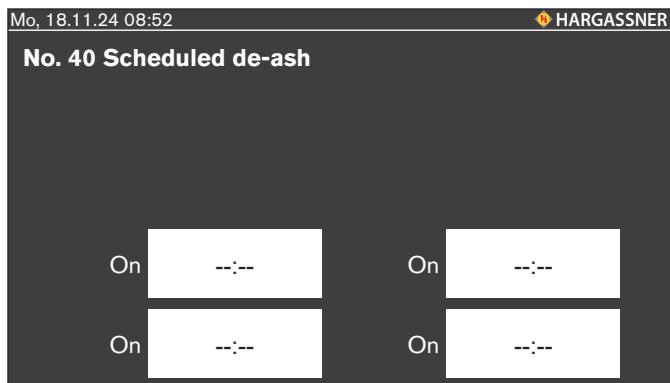 Mo, 18.11.24 08:52 HARGASSNER
No. 40 Scheduled de-ash
On --:-- On --:--
On --:-- On --:--